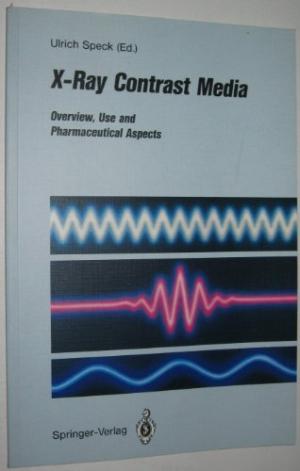 Ulrich Speck (Ed.)
X-Ray Contrast Media
Overview, Use and
Pharmaceutical Aspects
Springer-Verlag